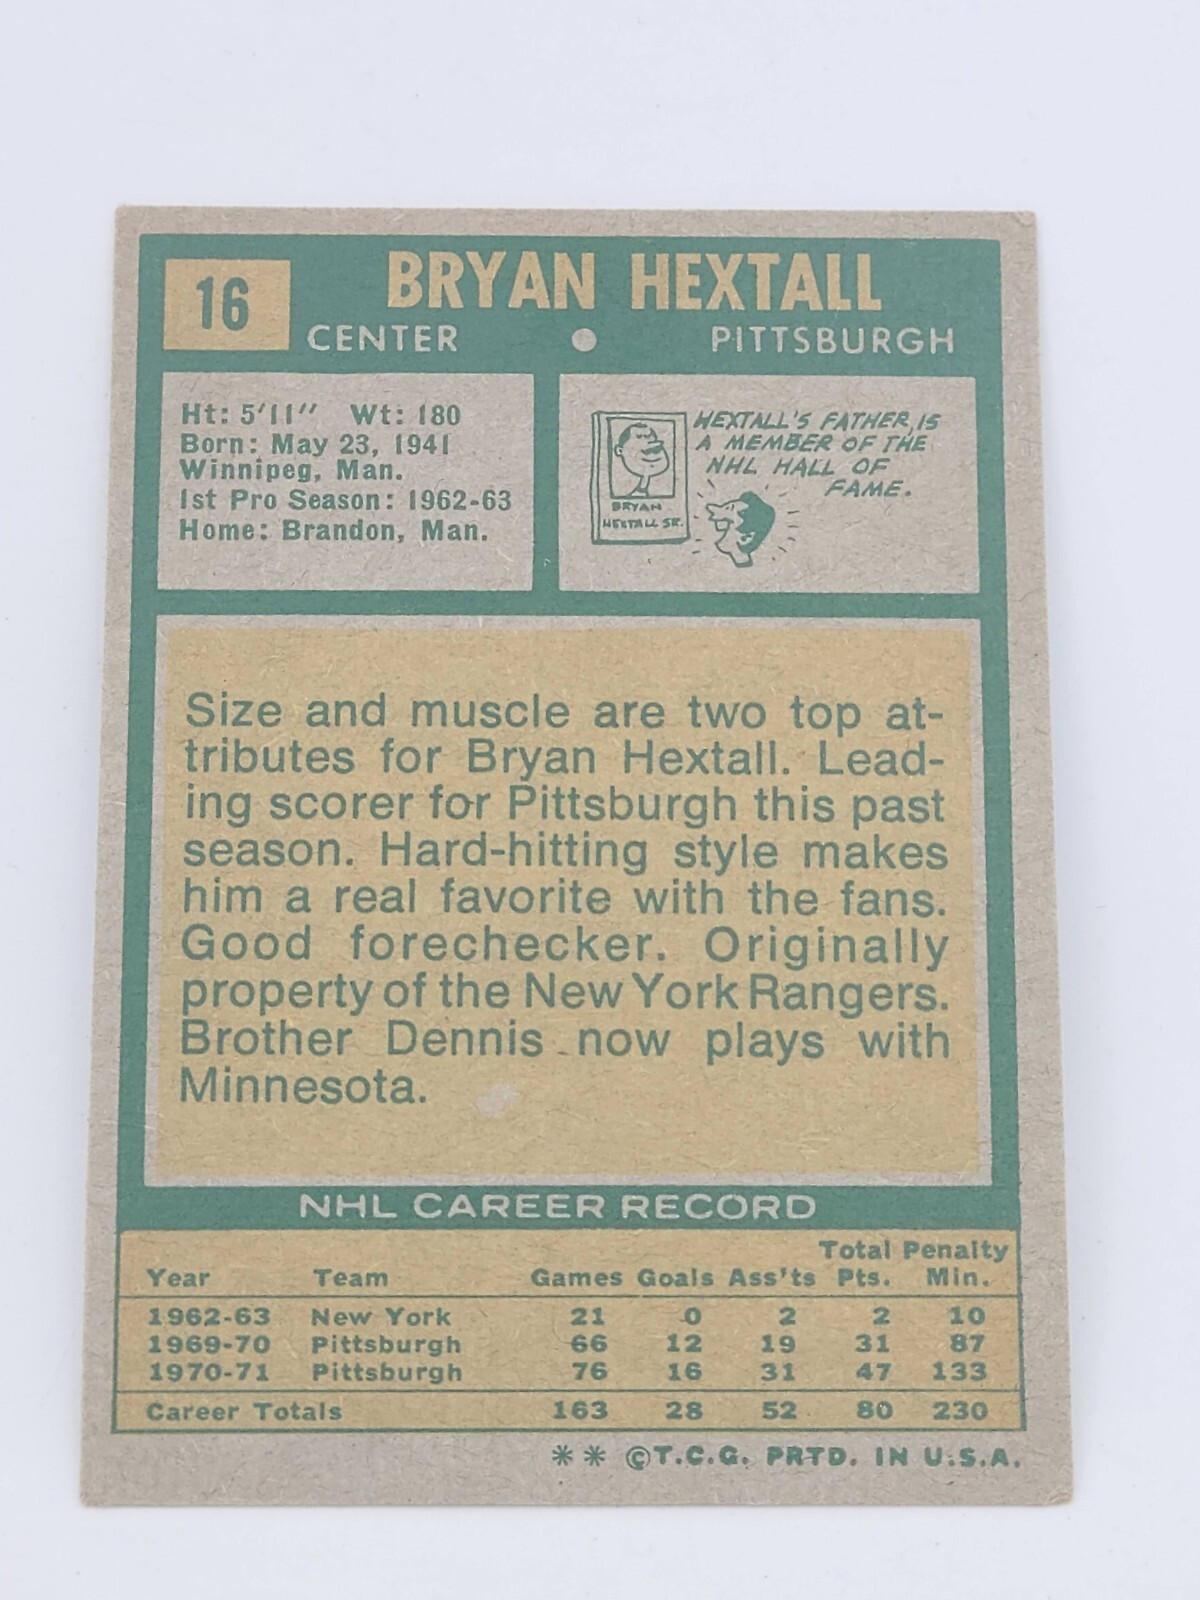 16
BRYAN HEXTALL
CENTER ● PITTSBURGH
Ht: 5'11" Wt: 180
Born: May 23, 1941
Winnipeg, Man.
1st Pro Season: 1962-63
Home: Brandon, Man.
HEXTALL'S FATHER, IS
A MEMBER OF THE
NHL HALL OF
FAME.
BRYAN
HEXTALL SR.
Size and muscle are two top at-
tributes for Bryan Hextall. Lead-
ing scorer for Pittsburgh this past
season. Hard-hitting style makes
him a real favorite with the fans.
Good forechecker. Originally
property of the New York Rangers.
Brother Dennis now plays with
Minnesota.
NHL CAREER RECORD
Total Penalty
Year Team Games Goals Ass'ts Pts. Min.
1962-63 New York 21 0 2 2 10
1969-70 Pittsburgh 66 12 19 31 87
1970-71 Pittsburgh 76 16 31 47 133
Career Totals 163 28 52 80 230
** ©T.C.G. PRTD. IN U.S.A.